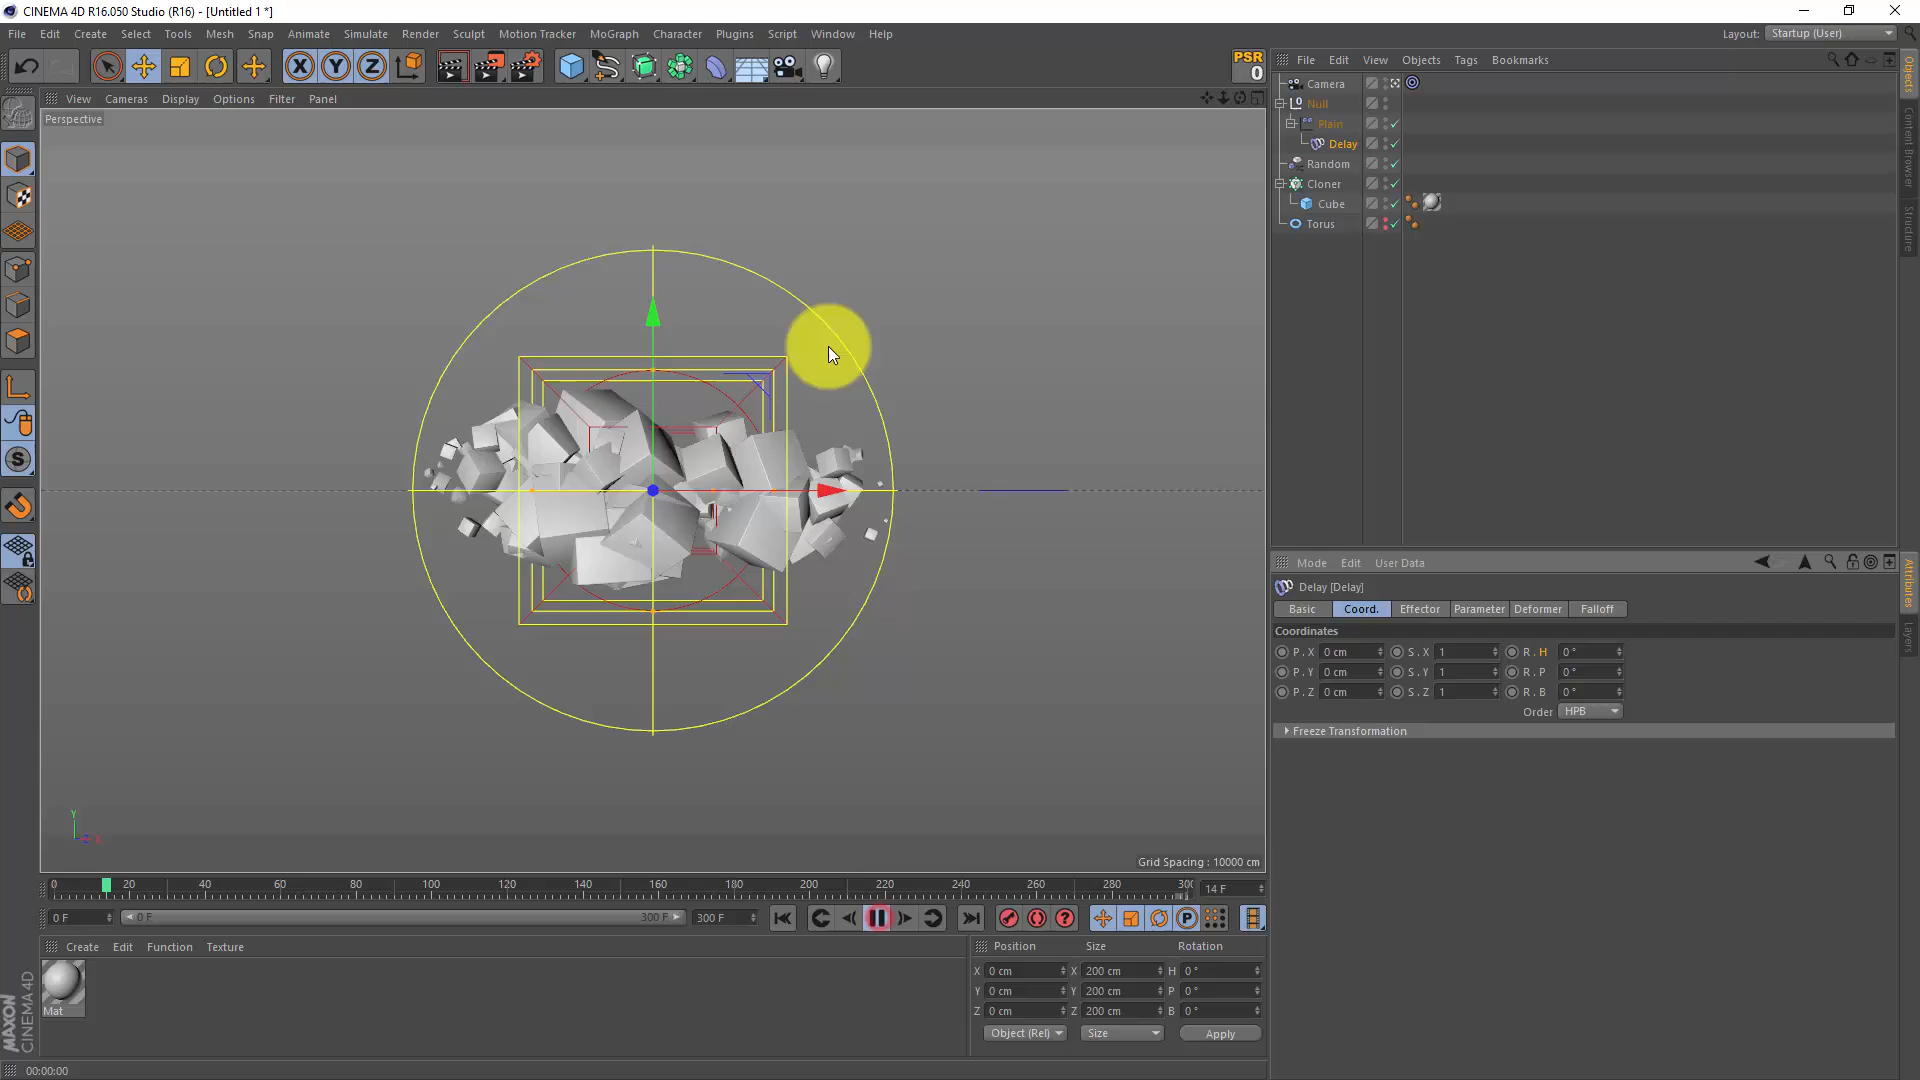 CINEMA 4D R16.050 Studio (R16) - [Untitled 1 *]
File Edit Create Select Tools Mesh Snap Animate Simulate Render Sculpt Motion Tracker MoGraph Character Plugins Script Window Help
Layout: Startup (User)
X Y Z
PSR
0
File Edit View Objects Tags Bookmarks
View Cameras Display Options Filter Panel
Perspective
Camera
Null
Plain
Delay
Random
Cloner
Cube
Torus
Objects
Content Browser
Structure
Mode Edit User Data
Delay [Delay]
Basic Coord. Effector Parameter Deformer Falloff
Coordinates
P . X 0 cm S . X 1 R . H 0 °
P . Y 0 cm S . Y 1 R . P 0 °
P . Z 0 cm S . Z 1 R . B 0 °
Order HPB
Freeze Transformation
Attributes
Layers
S
Y
Grid Spacing : 10000 cm
0 20 40 60 80 100 120 140 160 180 200 220 240 260 280 300 14 F
0 F 0 F 300 F 300 F
P
Create Edit Function Texture
Mat
Position Size Rotation
X 0 cm X 200 cm H 0 °
Y 0 cm Y 200 cm P 0 °
Z 0 cm Z 200 cm B 0 °
Object (Rel) Size Apply
MAXON
CINEMA 4D
00:00:00